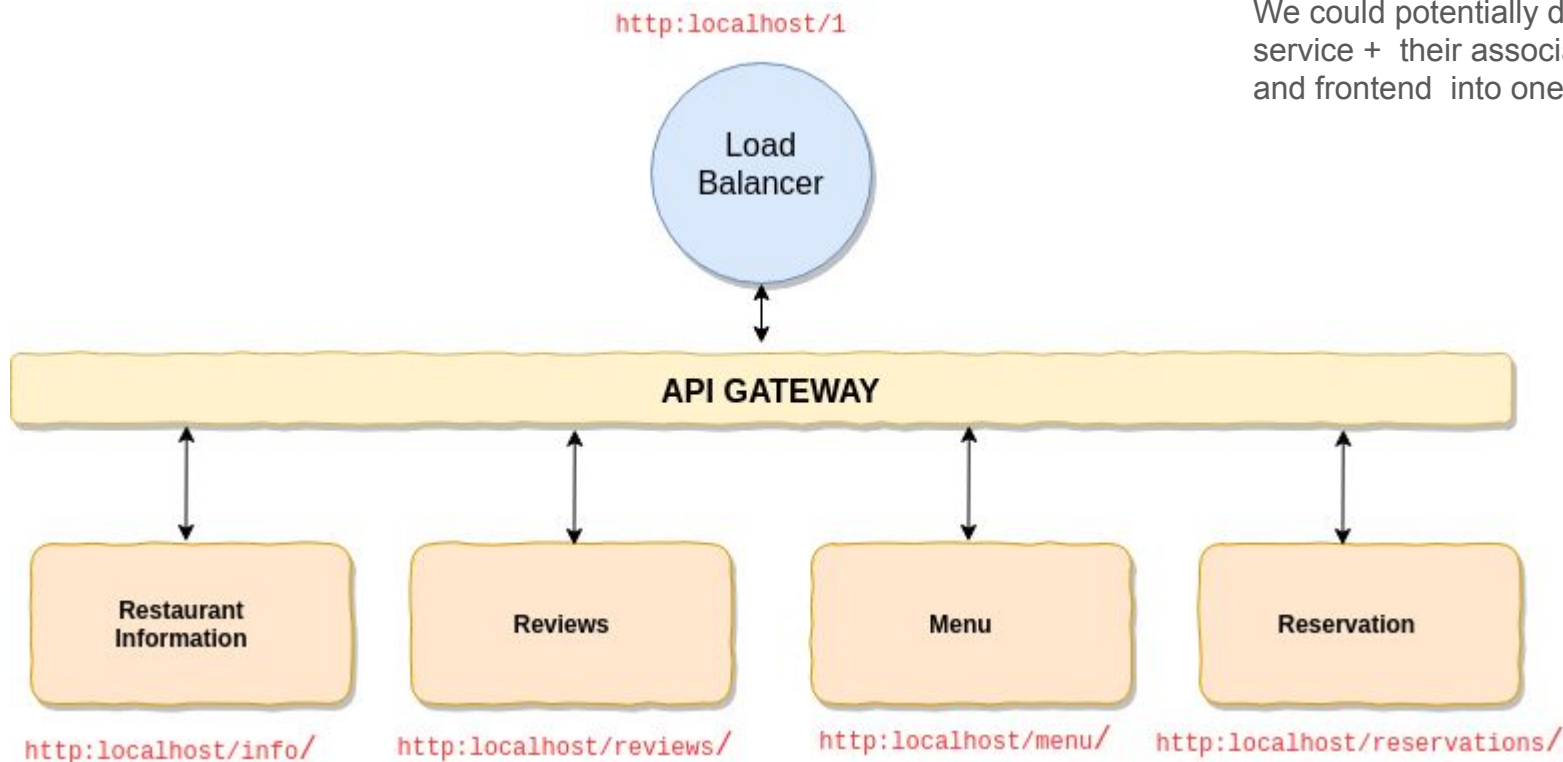 http:localhost/1
We could potentially d
service + their associa
and frontend into one
Load
Balancer
API GATEWAY
Restaurant
Information
Reviews
Menu
Reservation
http:localhost/info/
http:localhost/reviews/
http:localhost/menu/
http:localhost/reservations/